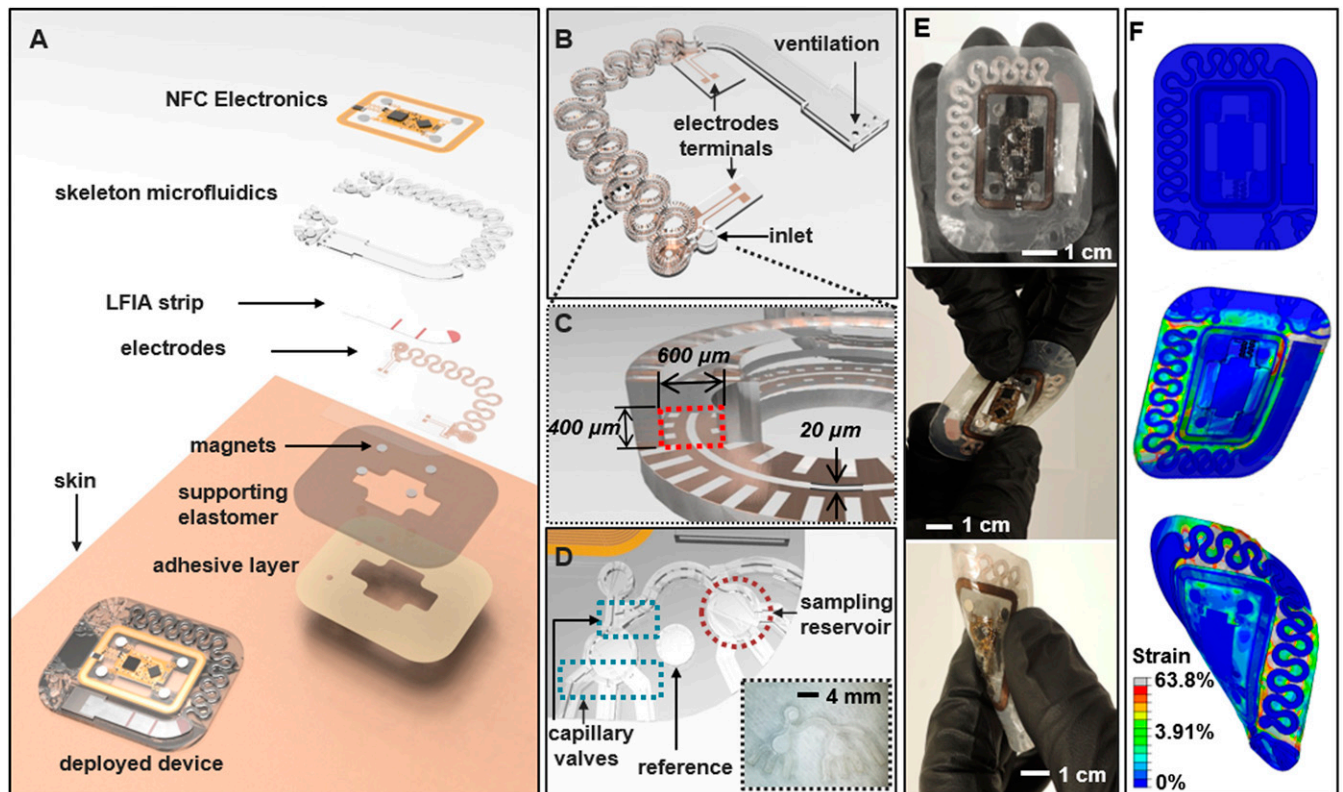 A
NFC Electronics
skeleton microfluidics
LFIA strip
electrodes
magnets
skin
supporting
elastomer
adhesive layer
deployed device
B
ventilation
electrodes
terminals
inlet
C
600 μm
400 μm
20 μm
D
sampling
reservoir
4 mm
capillary
valves
reference
E
1 cm
1 cm
1 cm
F
Strain
63.8%
3.91%
0%